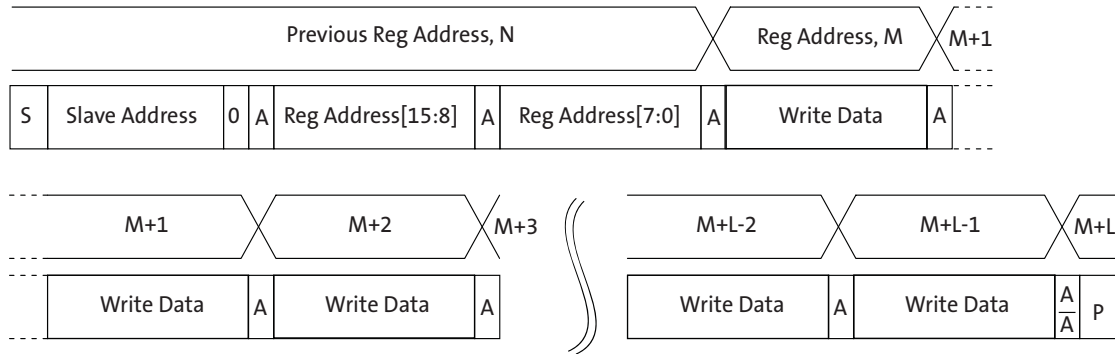 Previous Reg Address, N Reg Address, M M+1
S Slave Address 0 A Reg Address[15:8] A Reg Address[7:0] A Write Data A
M+1 M+2 M+3 M+L-2 M+L-1 M+L
Write Data A Write Data A Write Data A Write Data A/A̅ P